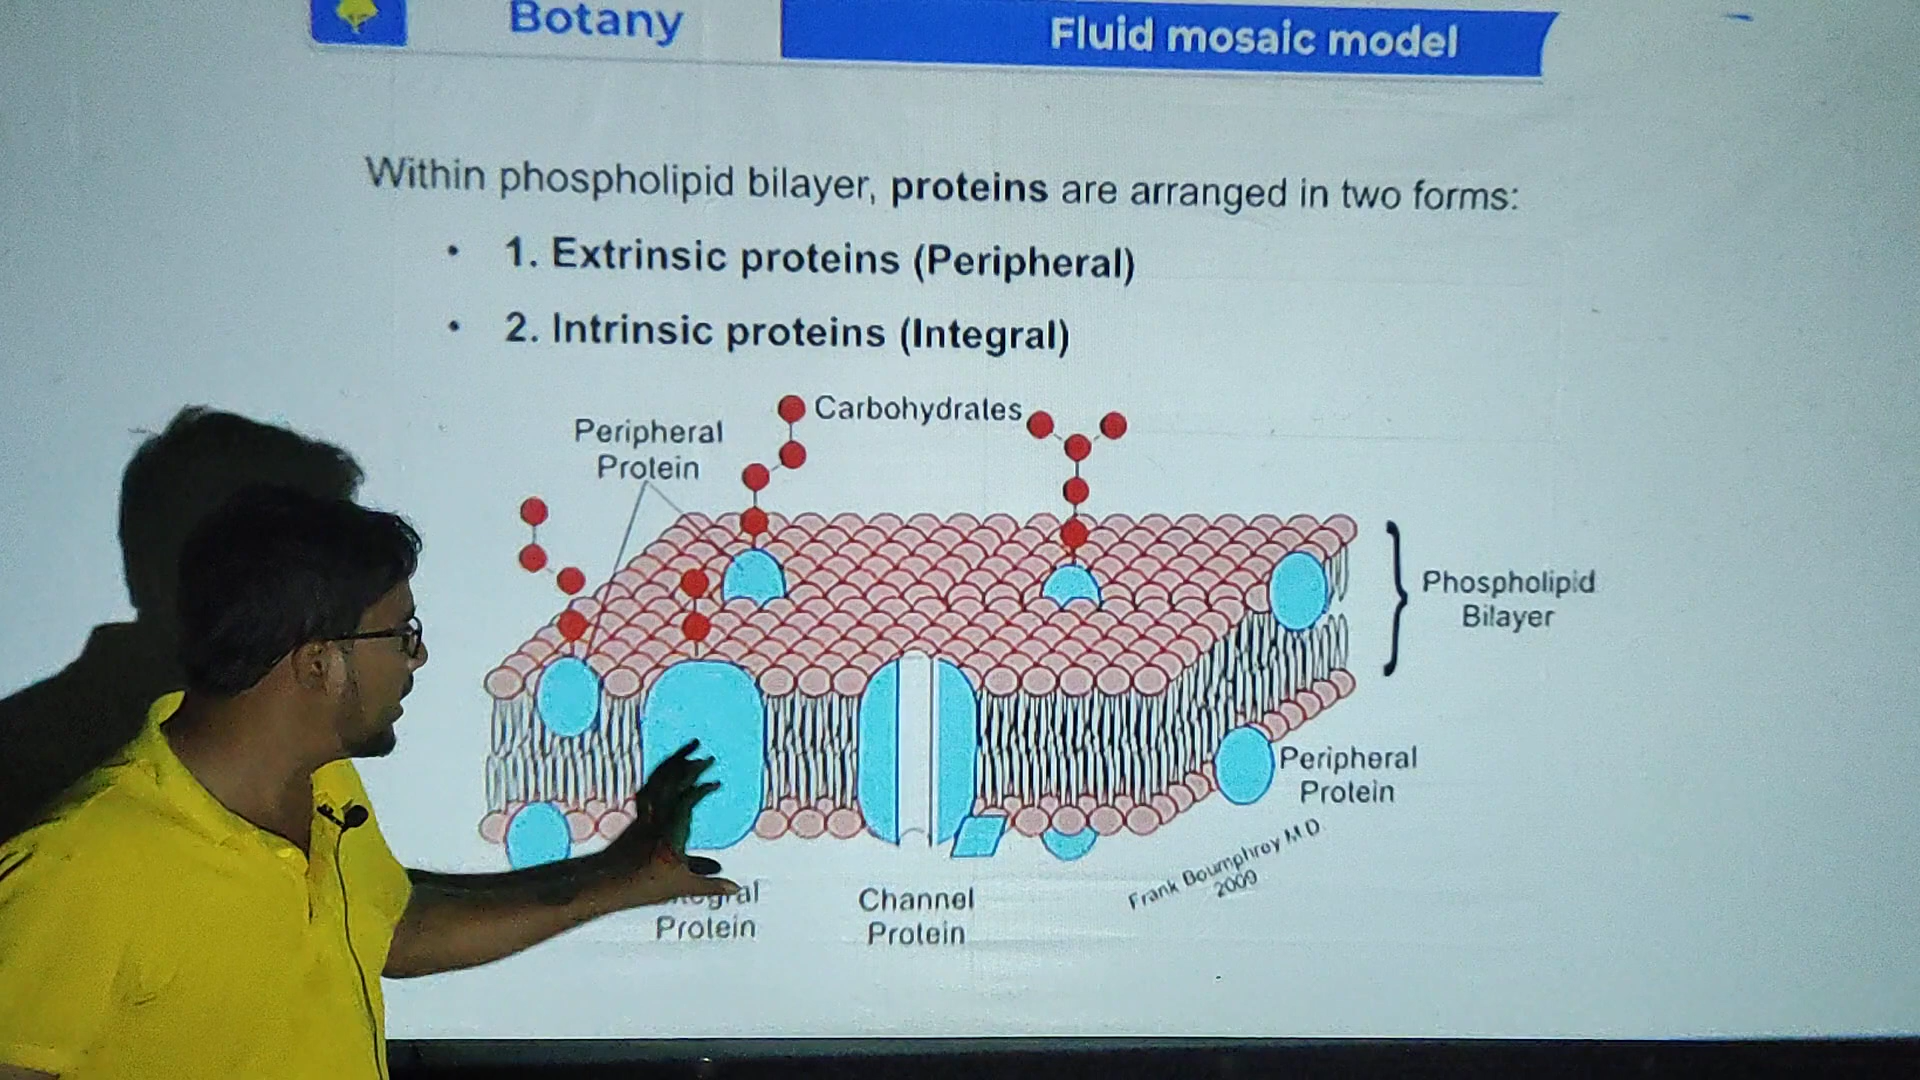 Botany
Fluid mosaic model
Within phospholipid bilayer, proteins are arranged in two forms:
• 1. Extrinsic proteins (Peripheral)
• 2. Intrinsic proteins (Integral)
Carbohydrates
Peripheral
Protein
Phospholipid
Bilayer
Peripheral
Protein
Frank Boumphrey M D
2009
Protein
Channel
Protein